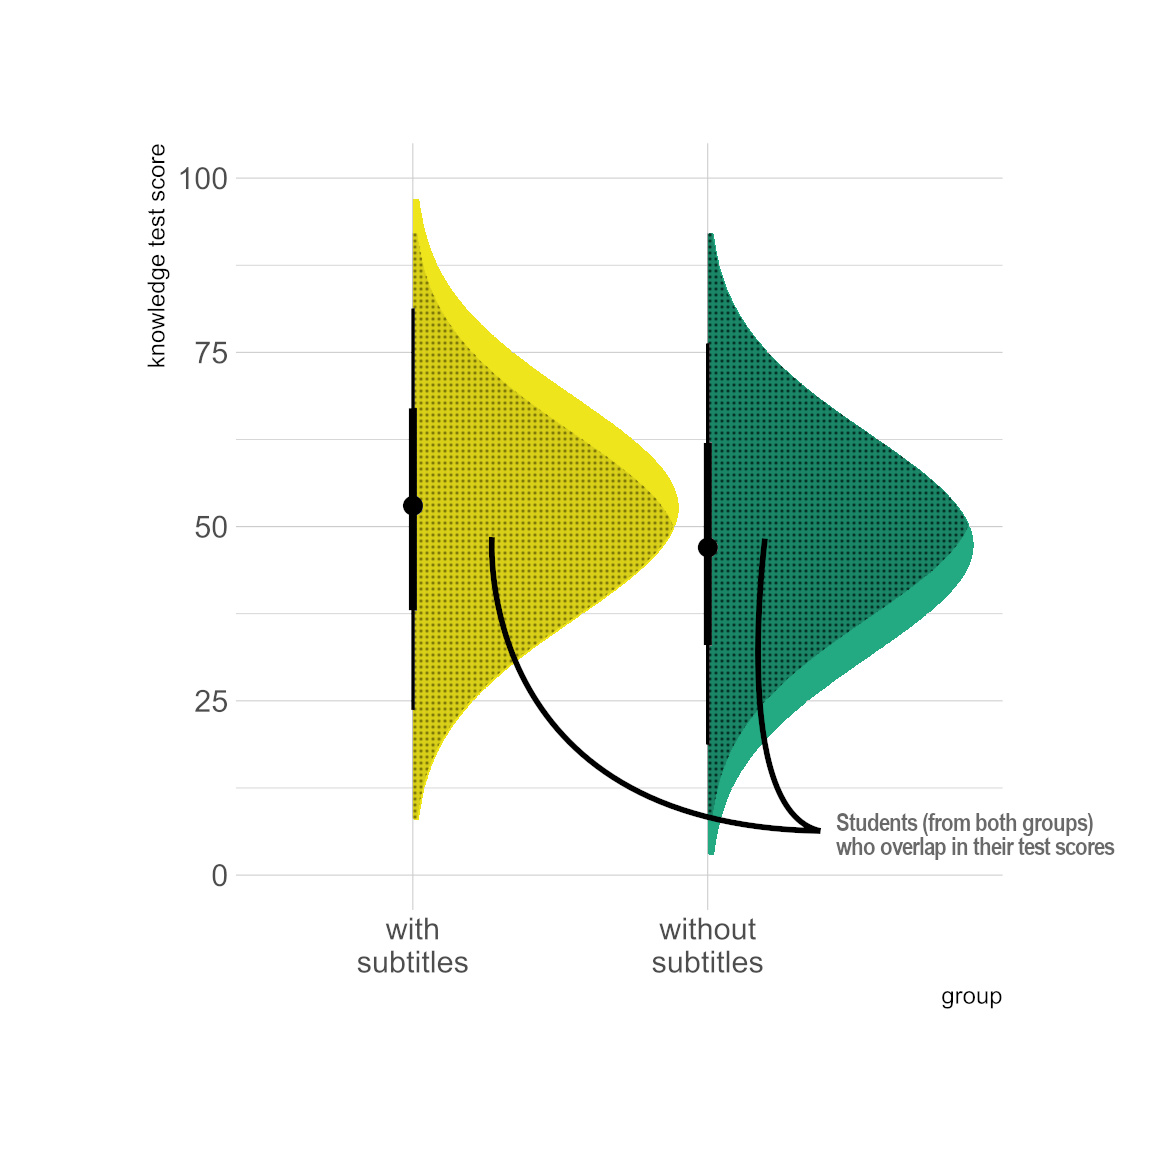 knowledge test score
100
75
50
25
0
Students (from both groups)
who overlap in their test scores
with
subtitles
without
subtitles
group